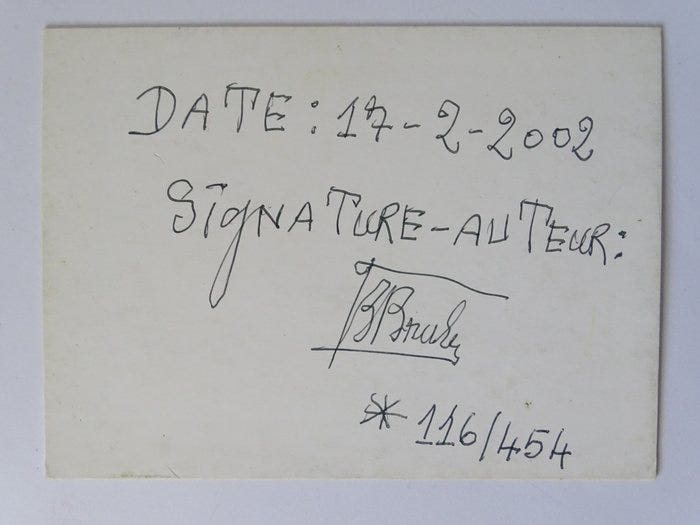 DATE: 17-2-2002
SIGNATURE-AUTEUR:
* 116/454